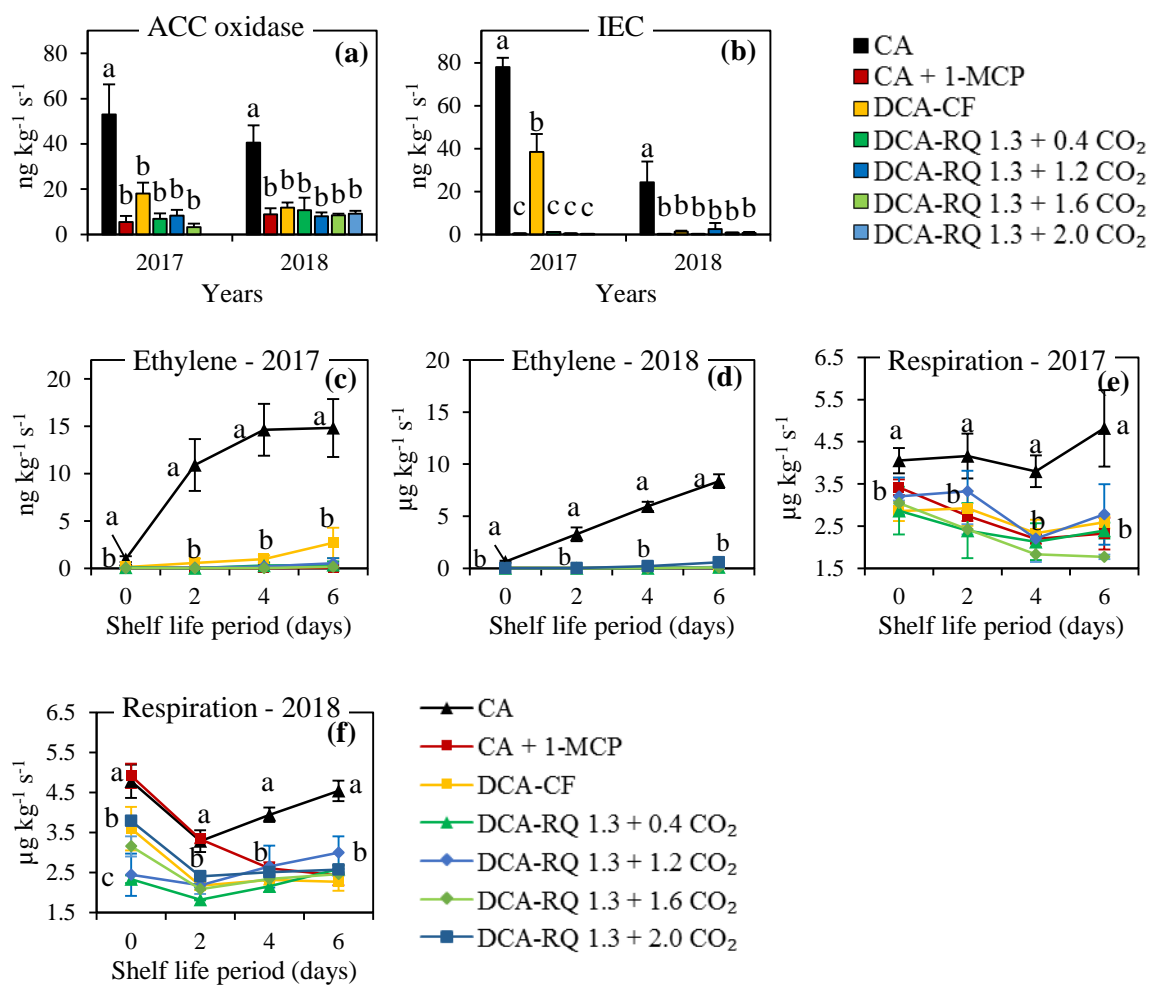 ACC oxidase
(a)
ng kg⁻¹ s⁻¹
80
60
40
20
0
a
b
b
b
b
b
a
b
b
b
b
b
b
2017
2018
Years
IEC
(b)
ng kg⁻¹ s⁻¹
80
60
40
20
0
a
c
b
c
c
c
a
b
b
b
b
b
b
2017
2018
Years
CA
CA + 1-MCP
DCA-CF
DCA-RQ 1.3 + 0.4 CO₂
DCA-RQ 1.3 + 1.2 CO₂
DCA-RQ 1.3 + 1.6 CO₂
DCA-RQ 1.3 + 2.0 CO₂
Ethylene - 2017
(c)
ng kg⁻¹ s⁻¹
20
15
10
5
0
a
a
a
a
b
b
b
b
0 2 4 6
Shelf life period (days)
Ethylene - 2018
(d)
µg kg⁻¹ s⁻¹
20
15
10
5
0
a
a
a
a
b
b
b
b
0 2 4 6
Shelf life period (days)
Respiration - 2017
(e)
µg kg⁻¹ s⁻¹
6.5
5.5
4.5
3.5
2.5
1.5
a
a
a
a
b
b
b
b
0 2 4 6
Shelf life period (days)
Respiration - 2018
(f)
µg kg⁻¹ s⁻¹
6.5
5.5
4.5
3.5
2.5
1.5
a
a
a
a
b
b
b
b
c
0 2 4 6
Shelf life period (days)
CA
CA + 1-MCP
DCA-CF
DCA-RQ 1.3 + 0.4 CO₂
DCA-RQ 1.3 + 1.2 CO₂
DCA-RQ 1.3 + 1.6 CO₂
DCA-RQ 1.3 + 2.0 CO₂